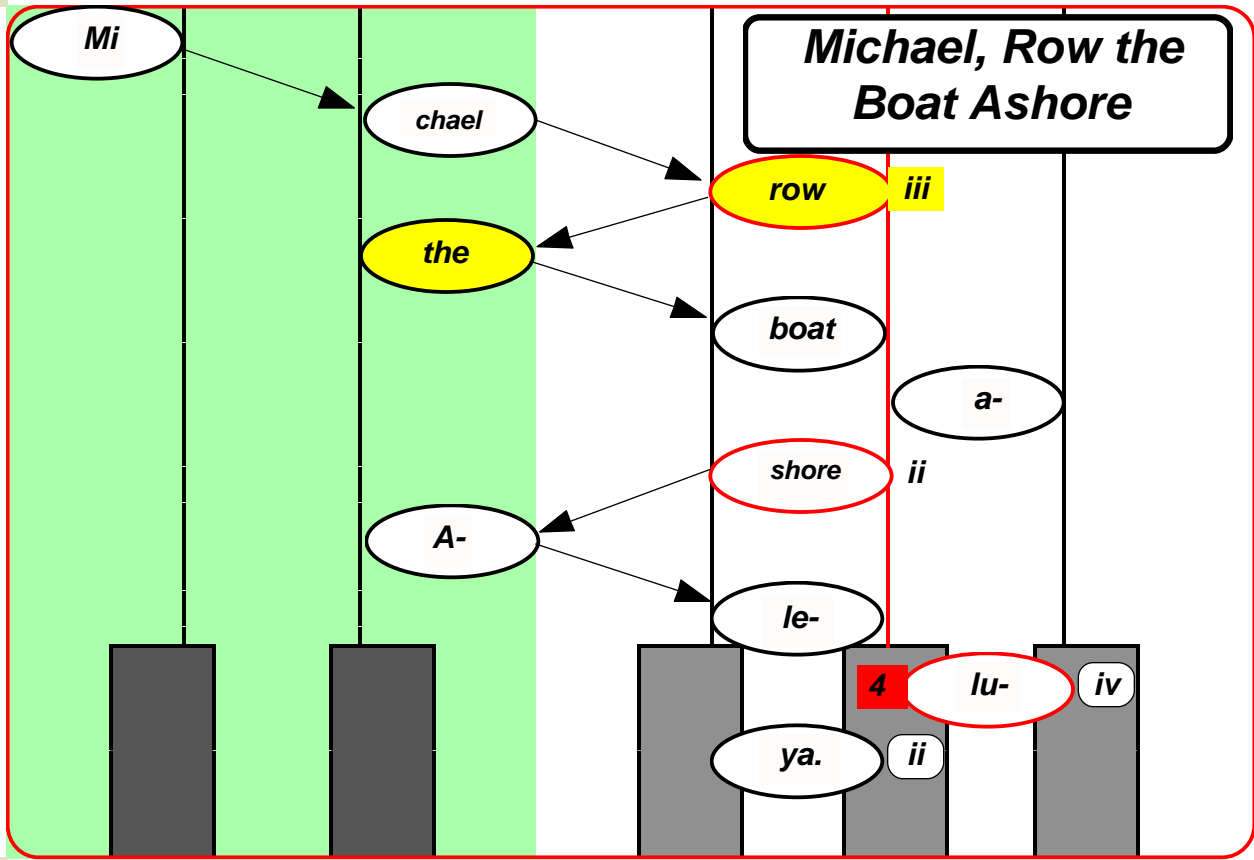 Mi
Michael, Row the
Boat Ashore
chael
row iii
the
boat
a-
shore ii
A-
le-
4 lu- iv
ya. ii